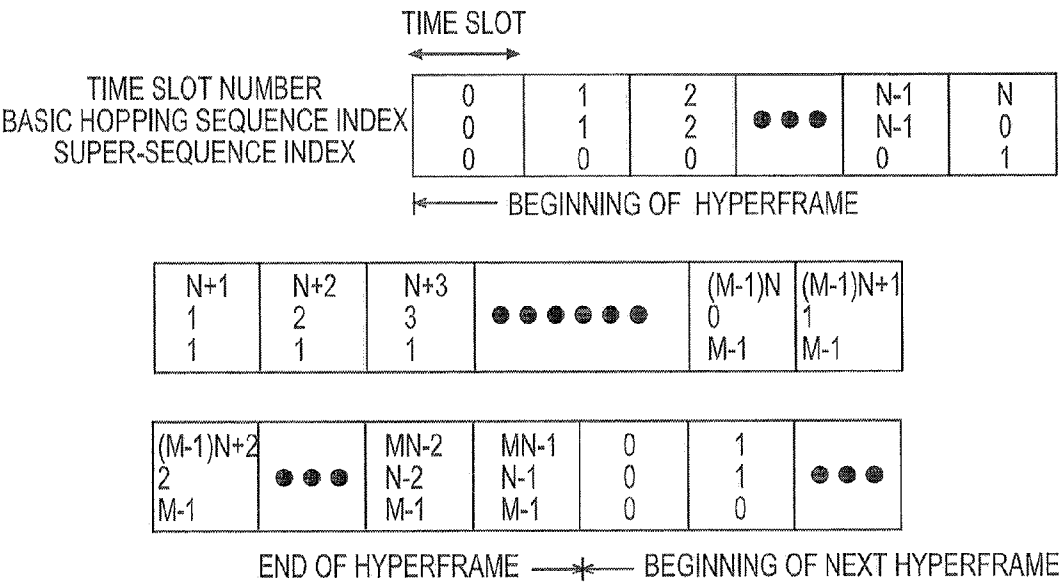 TIME SLOT
TIME SLOT NUMBER 0 1 2 N-1 N
BASIC HOPPING SEQUENCE INDEX 0 1 2 N-1 0
SUPER-SEQUENCE INDEX 0 0 0 0 1
BEGINNING OF HYPERFRAME
N+1 N+2 N+3 (M-1)N (M-1)N+1
1 2 3 0 1
1 1 1 M-1 M-1
(M-1)N+2 MN-2 MN-1 0 1
2 N-2 N-1 0 1
M-1 M-1 M-1 0 0
END OF HYPERFRAME BEGINNING OF NEXT HYPERFRAME